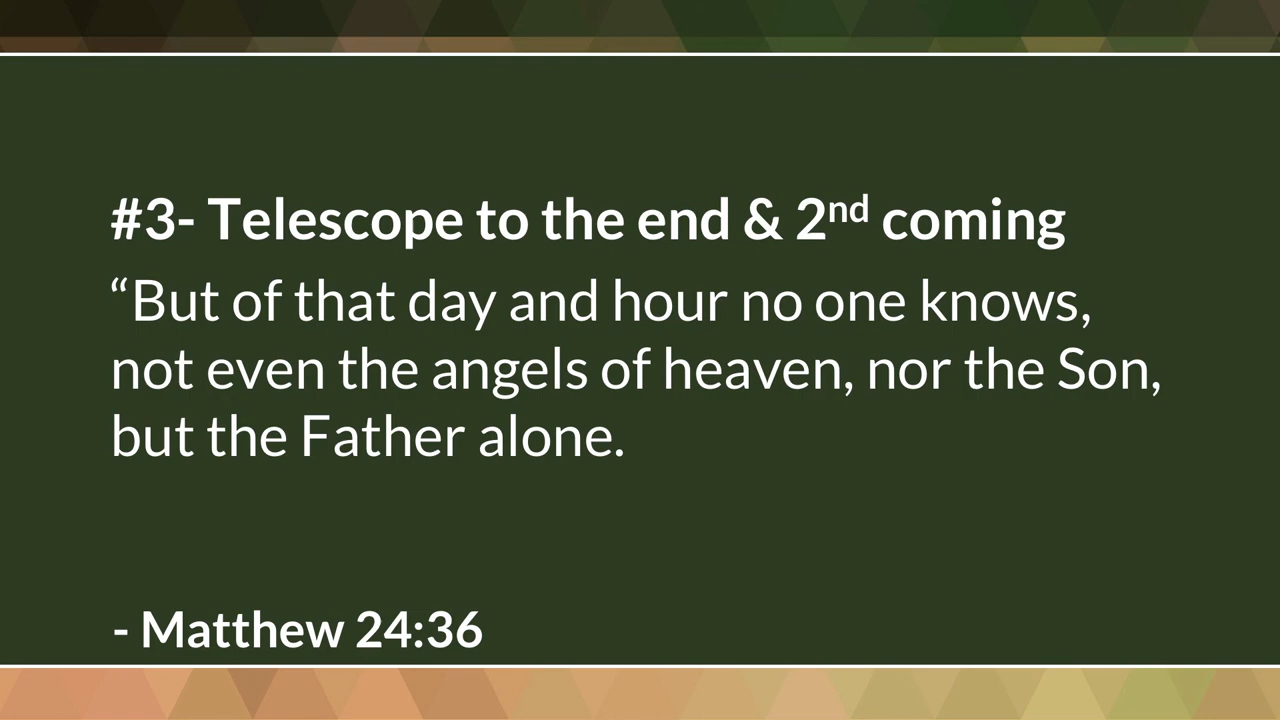 #3- Telescope to the end & 2nd coming
“But of that day and hour no one knows,
not even the angels of heaven, nor the Son,
but the Father alone.
- Matthew 24:36